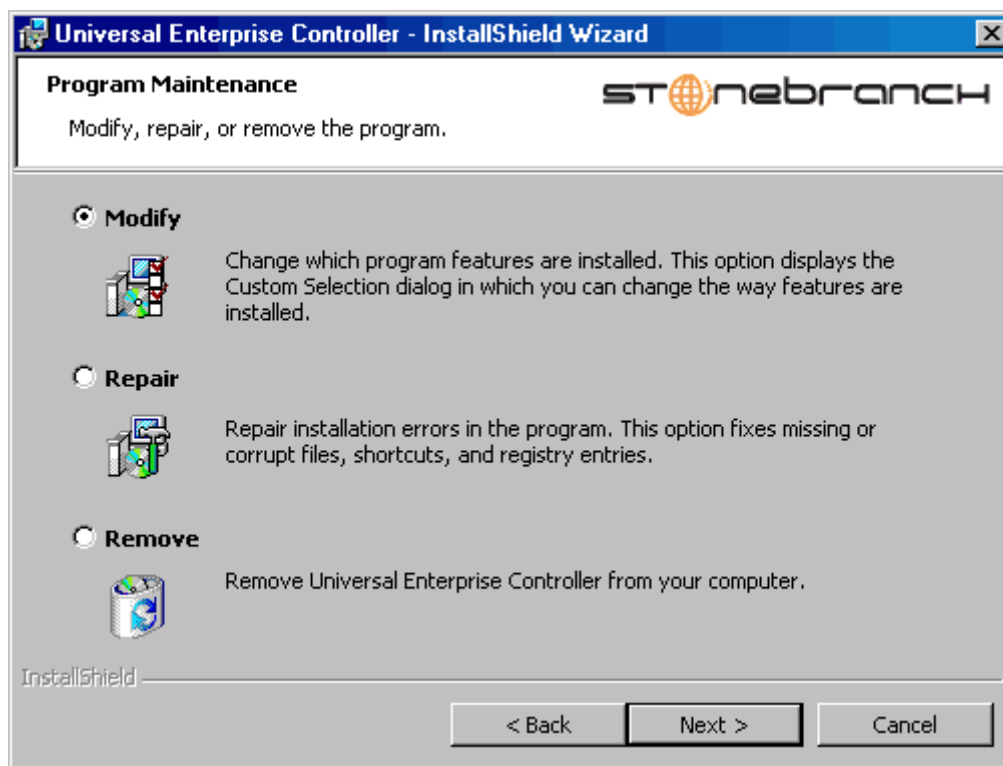 Universal Enterprise Controller - InstallShield Wizard
Program Maintenance
stonebranch
Modify, repair, or remove the program.
Modify
Change which program features are installed. This option displays the
Custom Selection dialog in which you can change the way features are
installed.
Repair
Repair installation errors in the program. This option fixes missing or
corrupt files, shortcuts, and registry entries.
Remove
Remove Universal Enterprise Controller from your computer.
InstallShield
< Back
Next >
Cancel